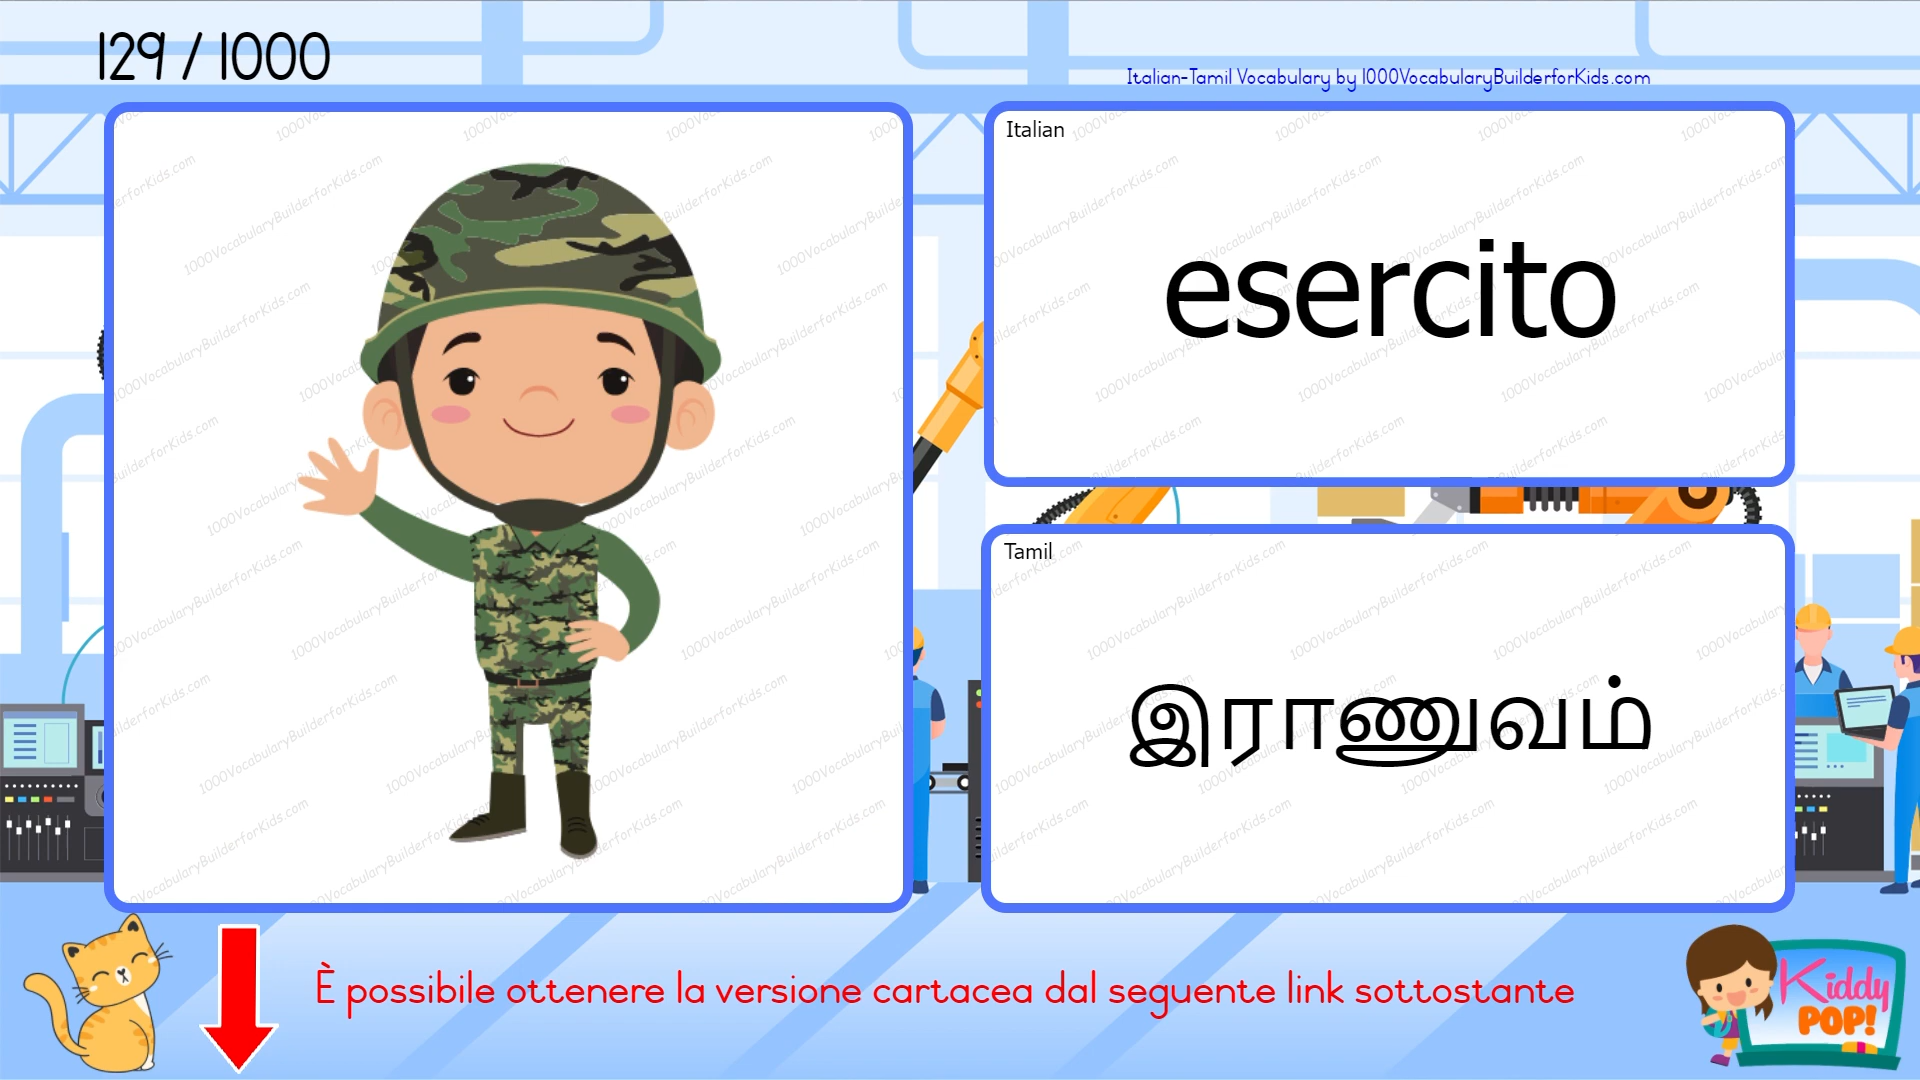 129 / 1000
Italian-Tamil Vocabulary by 1000VocabularyBuilderforKids.com
Italian
esercito
Tamil
இராணுவம்
È possibile ottenere la versione cartacea dal seguente link sottostante
Kiddy
POP!